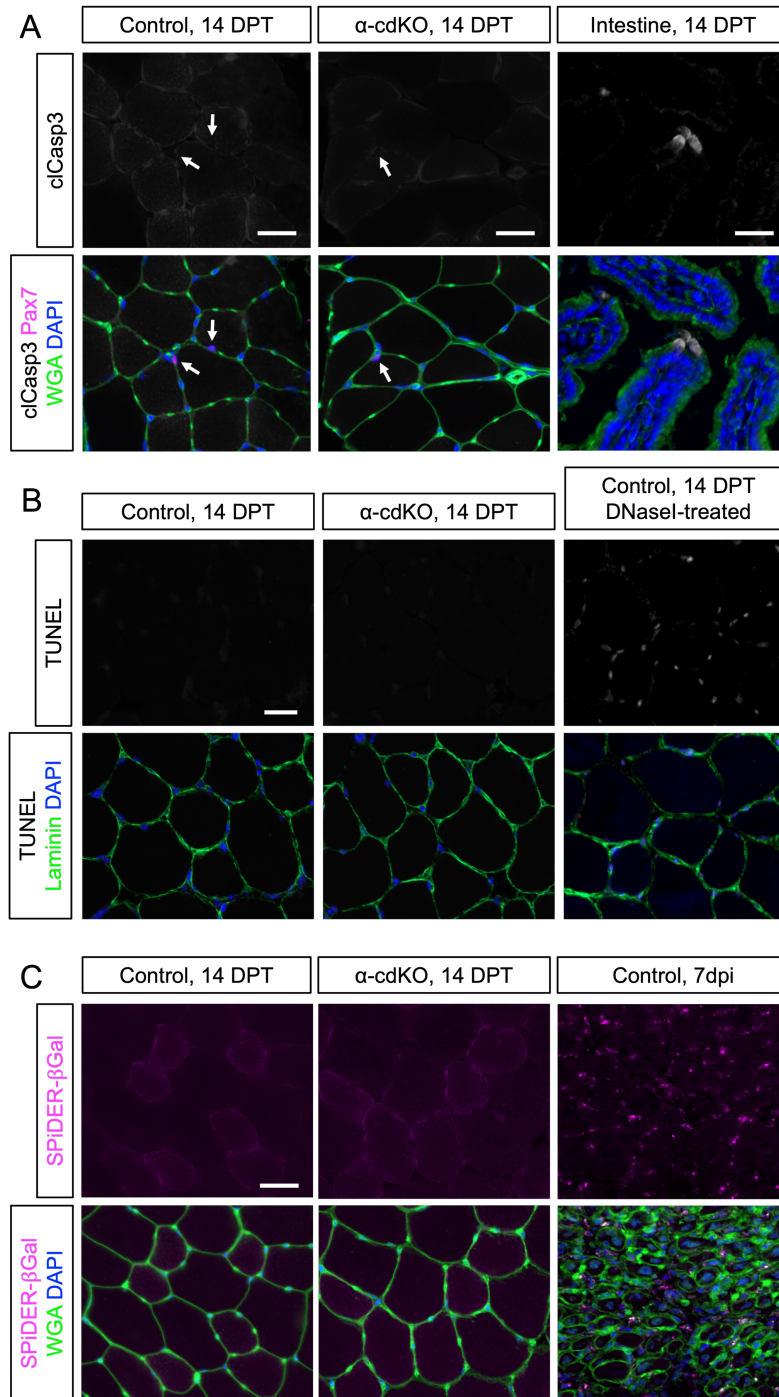 A
Control, 14 DPT
α-cdKO, 14 DPT
Intestine, 14 DPT
clCasp3
clCasp3 Pax7
WGA DAPI
B
Control, 14 DPT
α-cdKO, 14 DPT
Control, 14 DPT
DNaseI-treated
TUNEL
TUNEL
Laminin DAPI
C
Control, 14 DPT
α-cdKO, 14 DPT
Control, 7dpi
SPiDER-βGal
SPiDER-βGal
WGA DAPI